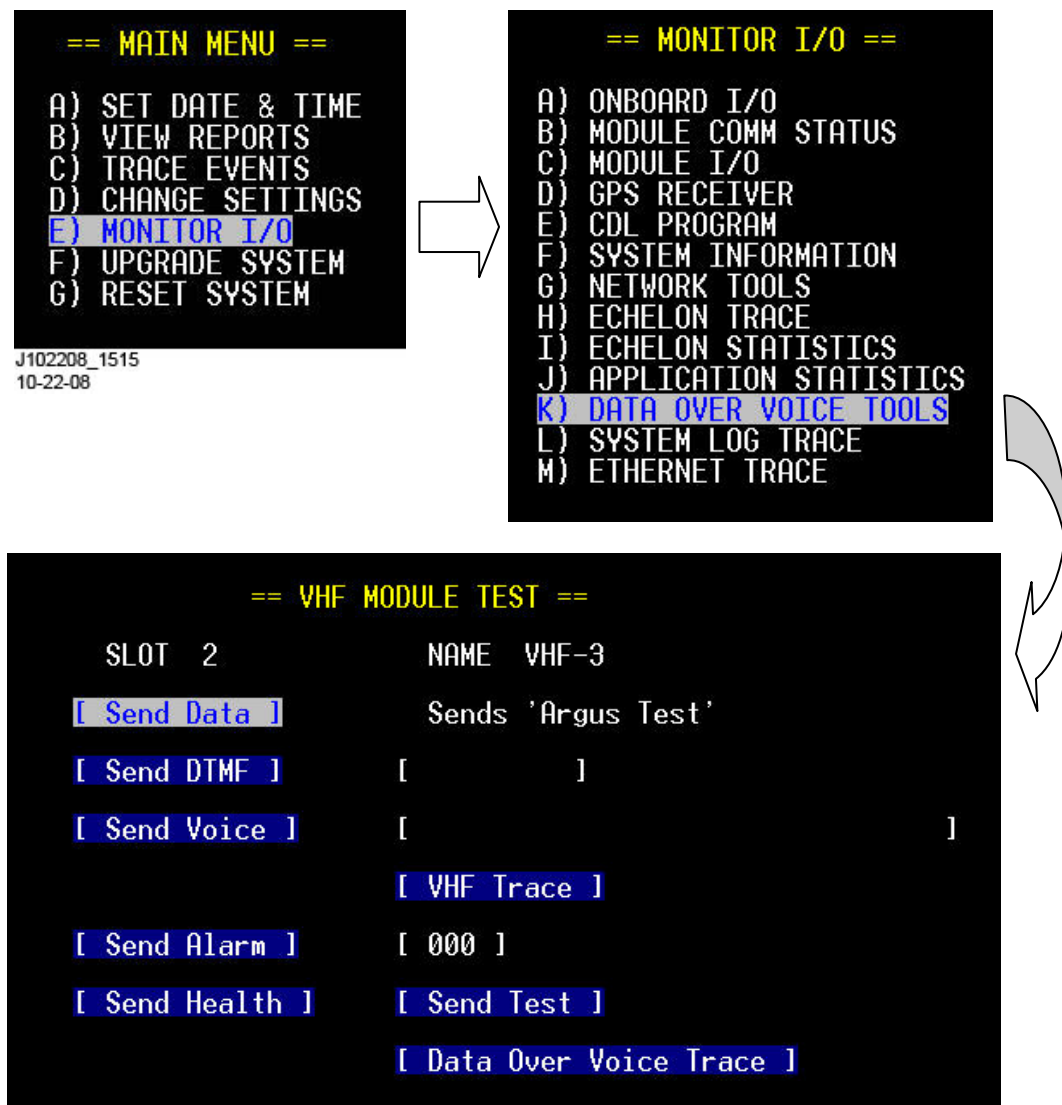 == MAIN MENU ==
A) SET DATE & TIME
B) VIEW REPORTS
C) TRACE EVENTS
D) CHANGE SETTINGS
E) MONITOR I/O
F) UPGRADE SYSTEM
G) RESET SYSTEM
J102208_1515
10-22-08
== MONITOR I/O ==
A) ONBOARD I/O
B) MODULE COMM STATUS
C) MODULE I/O
D) GPS RECEIVER
E) CDL PROGRAM
F) SYSTEM INFORMATION
G) NETWORK TOOLS
H) ECHELON TRACE
I) ECHELON STATISTICS
J) APPLICATION STATISTICS
K) DATA OVER VOICE TOOLS
L) SYSTEM LOG TRACE
M) ETHERNET TRACE
== VHF MODULE TEST ==
SLOT 2 NAME VHF-3
[ Send Data ] Sends 'Argus Test'
[ Send DTMF ] [ ]
[ Send Voice ] [ ]
[ VHF Trace ]
[ Send Alarm ] [ 000 ]
[ Send Health ] [ Send Test ]
[ Data Over Voice Trace ]